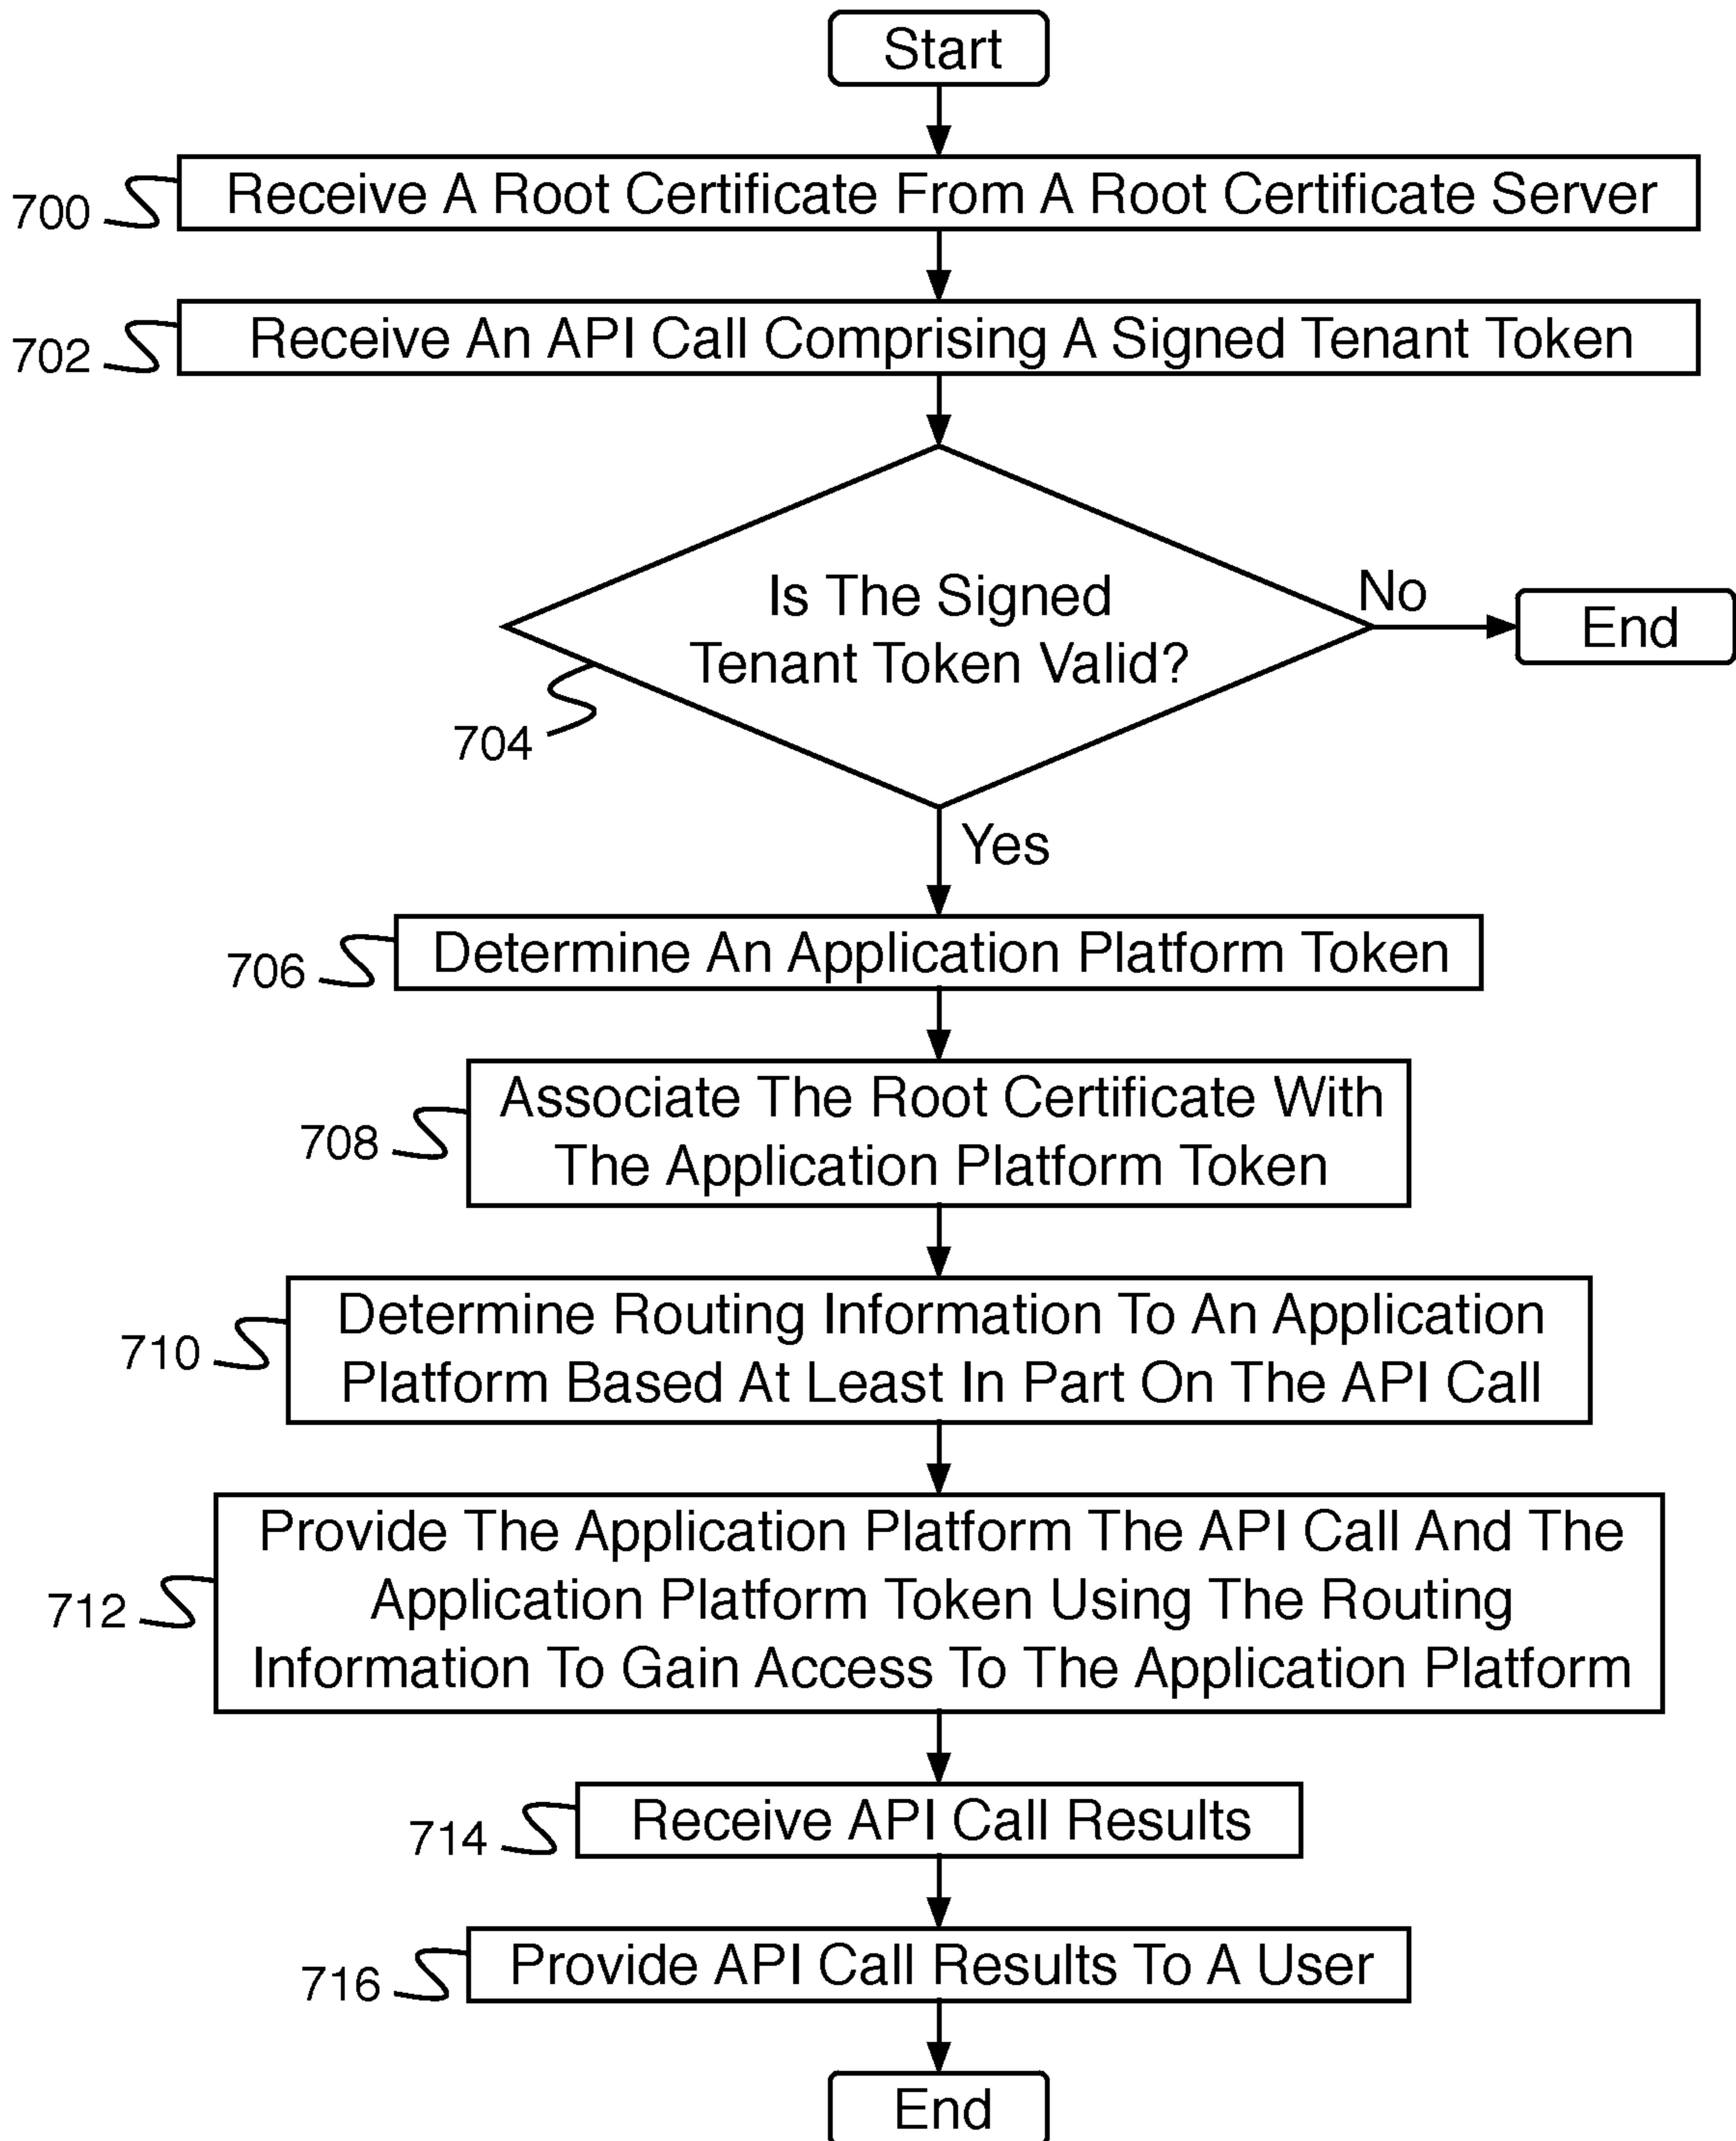 Start
700
Receive A Root Certificate From A Root Certificate Server
702
Receive An API Call Comprising A Signed Tenant Token
Is The Signed
Tenant Token Valid?
No
End
704
Yes
706
Determine An Application Platform Token
708
Associate The Root Certificate With
The Application Platform Token
710
Determine Routing Information To An Application
Platform Based At Least In Part On The API Call
712
Provide The Application Platform The API Call And The
Application Platform Token Using The Routing
Information To Gain Access To The Application Platform
714
Receive API Call Results
716
Provide API Call Results To A User
End